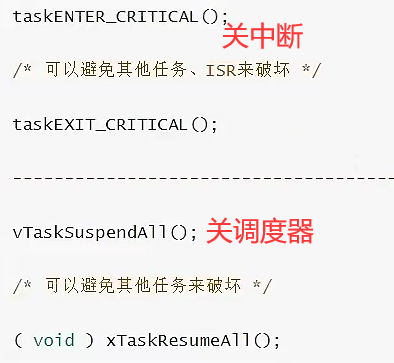 taskENTER_CRITICAL();
关中断
/* 可以避免其他任务、ISR来破坏 */
taskEXIT_CRITICAL();
---------------------------------------
vTaskSuspendAll(); 关调度器
/* 可以避免其他任务来破坏 */
( void ) xTaskResumeAll();